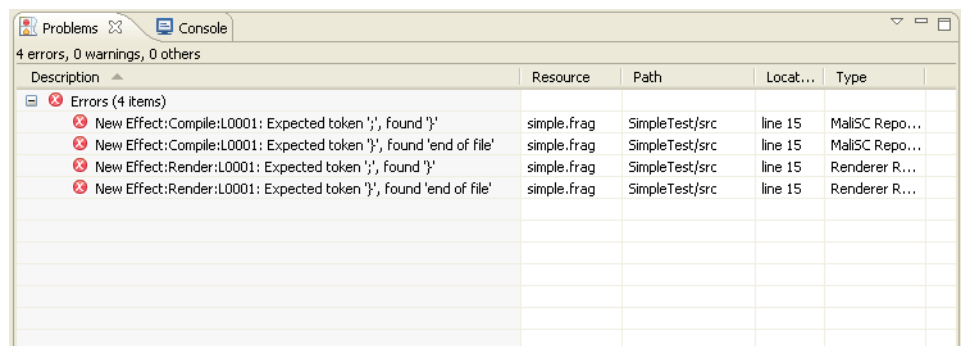 Problems Console
4 errors, 0 warnings, 0 others
Description Resource Path Locat... Type
Errors (4 items)
New Effect:Compile:L0001: Expected token ';', found '}' simple.frag SimpleTest/src line 15 MaliSC Repo...
New Effect:Compile:L0001: Expected token '}', found 'end of file' simple.frag SimpleTest/src line 15 MaliSC Repo...
New Effect:Render:L0001: Expected token ';', found '}' simple.frag SimpleTest/src line 15 Renderer R...
New Effect:Render:L0001: Expected token '}', found 'end of file' simple.frag SimpleTest/src line 15 Renderer R...